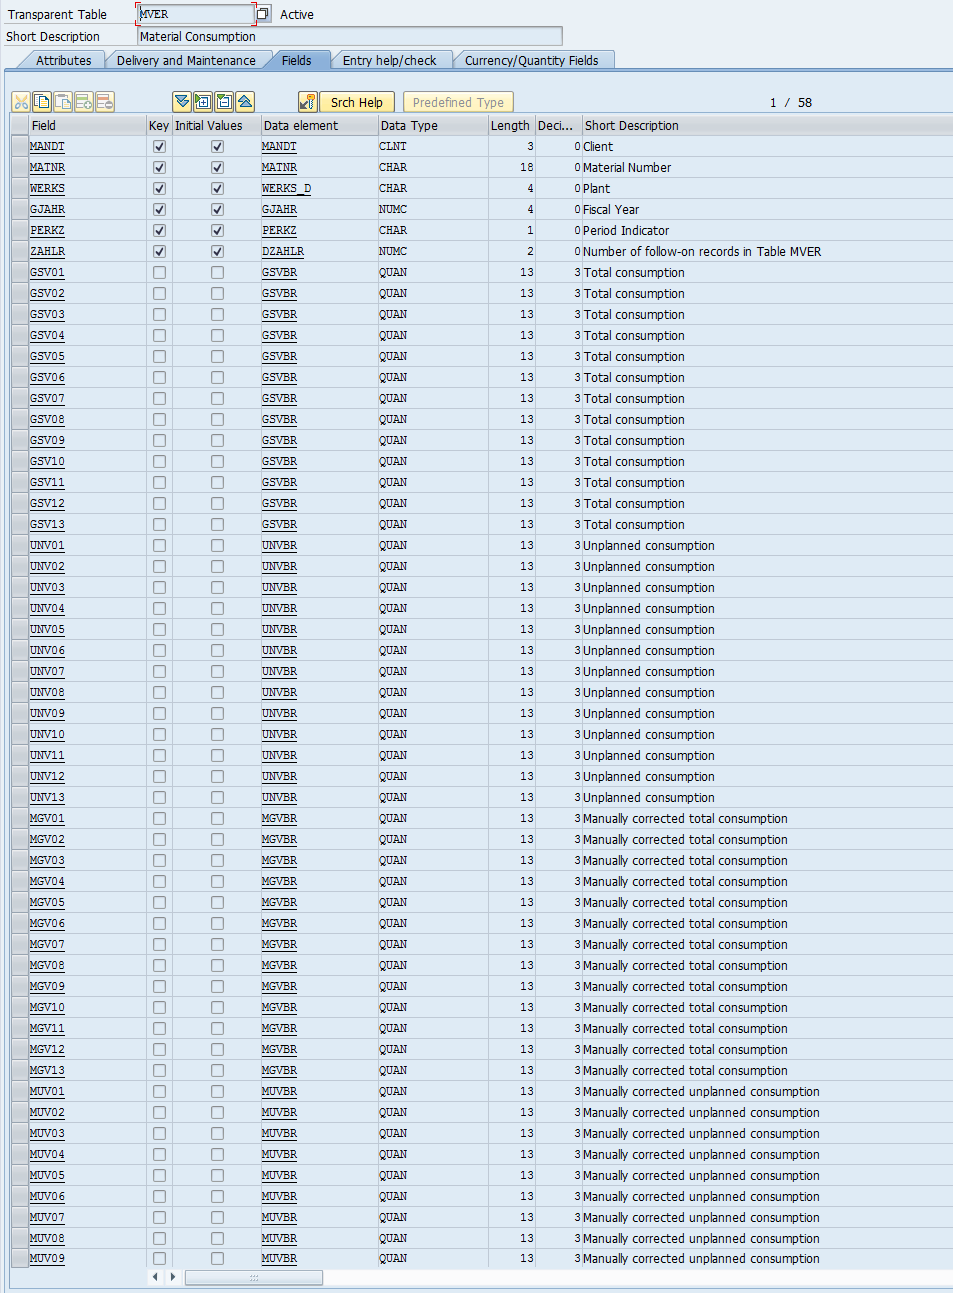 Transparent Table MVER Active
Short Description Material Consumption
Attributes Delivery and Maintenance Fields Entry help/check Currency/Quantity Fields
Srch Help Predefined Type 1 / 58
Field Key Initial Values Data element Data Type Length Deci... Short Description
MANDT MANDT CLNT 3 0 Client
MATNR MATNR CHAR 18 0 Material Number
WERKS WERKS_D CHAR 4 0 Plant
GJAHR GJAHR NUMC 4 0 Fiscal Year
PERKZ PERKZ CHAR 1 0 Period Indicator
ZAHLR DZAHLR NUMC 2 0 Number of follow-on records in Table MVER
GSV01 GSVBR QUAN 13 3 Total consumption
GSV02 GSVBR QUAN 13 3 Total consumption
GSV03 GSVBR QUAN 13 3 Total consumption
GSV04 GSVBR QUAN 13 3 Total consumption
GSV05 GSVBR QUAN 13 3 Total consumption
GSV06 GSVBR QUAN 13 3 Total consumption
GSV07 GSVBR QUAN 13 3 Total consumption
GSV08 GSVBR QUAN 13 3 Total consumption
GSV09 GSVBR QUAN 13 3 Total consumption
GSV10 GSVBR QUAN 13 3 Total consumption
GSV11 GSVBR QUAN 13 3 Total consumption
GSV12 GSVBR QUAN 13 3 Total consumption
GSV13 GSVBR QUAN 13 3 Total consumption
UNV01 UNVBR QUAN 13 3 Unplanned consumption
UNV02 UNVBR QUAN 13 3 Unplanned consumption
UNV03 UNVBR QUAN 13 3 Unplanned consumption
UNV04 UNVBR QUAN 13 3 Unplanned consumption
UNV05 UNVBR QUAN 13 3 Unplanned consumption
UNV06 UNVBR QUAN 13 3 Unplanned consumption
UNV07 UNVBR QUAN 13 3 Unplanned consumption
UNV08 UNVBR QUAN 13 3 Unplanned consumption
UNV09 UNVBR QUAN 13 3 Unplanned consumption
UNV10 UNVBR QUAN 13 3 Unplanned consumption
UNV11 UNVBR QUAN 13 3 Unplanned consumption
UNV12 UNVBR QUAN 13 3 Unplanned consumption
UNV13 UNVBR QUAN 13 3 Unplanned consumption
MGV01 MGVBR QUAN 13 3 Manually corrected total consumption
MGV02 MGVBR QUAN 13 3 Manually corrected total consumption
MGV03 MGVBR QUAN 13 3 Manually corrected total consumption
MGV04 MGVBR QUAN 13 3 Manually corrected total consumption
MGV05 MGVBR QUAN 13 3 Manually corrected total consumption
MGV06 MGVBR QUAN 13 3 Manually corrected total consumption
MGV07 MGVBR QUAN 13 3 Manually corrected total consumption
MGV08 MGVBR QUAN 13 3 Manually corrected total consumption
MGV09 MGVBR QUAN 13 3 Manually corrected total consumption
MGV10 MGVBR QUAN 13 3 Manually corrected total consumption
MGV11 MGVBR QUAN 13 3 Manually corrected total consumption
MGV12 MGVBR QUAN 13 3 Manually corrected total consumption
MGV13 MGVBR QUAN 13 3 Manually corrected total consumption
MUV01 MUVBR QUAN 13 3 Manually corrected unplanned consumption
MUV02 MUVBR QUAN 13 3 Manually corrected unplanned consumption
MUV03 MUVBR QUAN 13 3 Manually corrected unplanned consumption
MUV04 MUVBR QUAN 13 3 Manually corrected unplanned consumption
MUV05 MUVBR QUAN 13 3 Manually corrected unplanned consumption
MUV06 MUVBR QUAN 13 3 Manually corrected unplanned consumption
MUV07 MUVBR QUAN 13 3 Manually corrected unplanned consumption
MUV08 MUVBR QUAN 13 3 Manually corrected unplanned consumption
MUV09 MUVBR QUAN 13 3 Manually corrected unplanned consumption